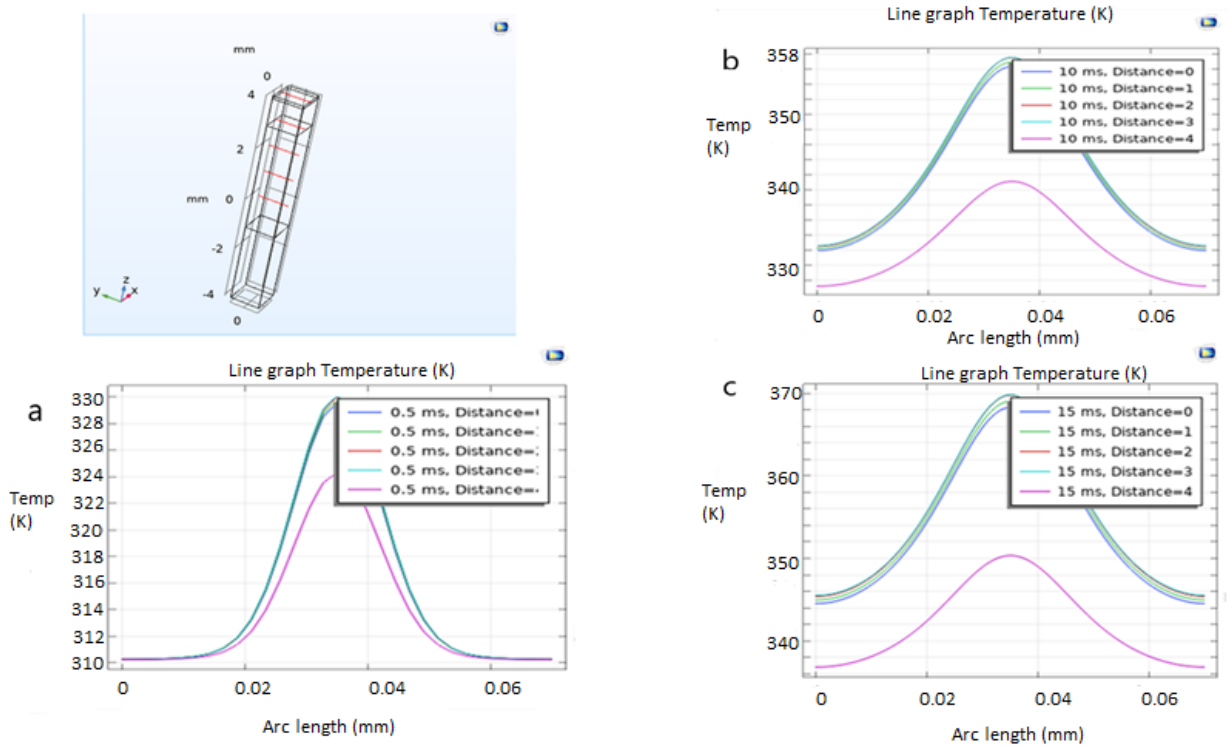 mm
0
4
2
mm
0
-2
-4
0
y
z
x
b
Line graph Temperature (K)
Temp
(K)
358
350
340
330
10 ms, Distance=0
10 ms, Distance=1
10 ms, Distance=2
10 ms, Distance=3
10 ms, Distance=4
0
0.02
0.04
0.06
Arc length (mm)
a
Line graph Temperature (K)
Temp
(K)
330
328
326
324
322
320
318
316
314
312
310
0.5 ms, Distance=
0.5 ms, Distance=
0.5 ms, Distance=
0.5 ms, Distance=
0.5 ms, Distance=
0
0.02
0.04
0.06
Arc length (mm)
c
Line graph Temperature (K)
Temp
(K)
370
360
350
340
15 ms, Distance=0
15 ms, Distance=1
15 ms, Distance=2
15 ms, Distance=3
15 ms, Distance=4
0
0.02
0.04
0.06
Arc length (mm)